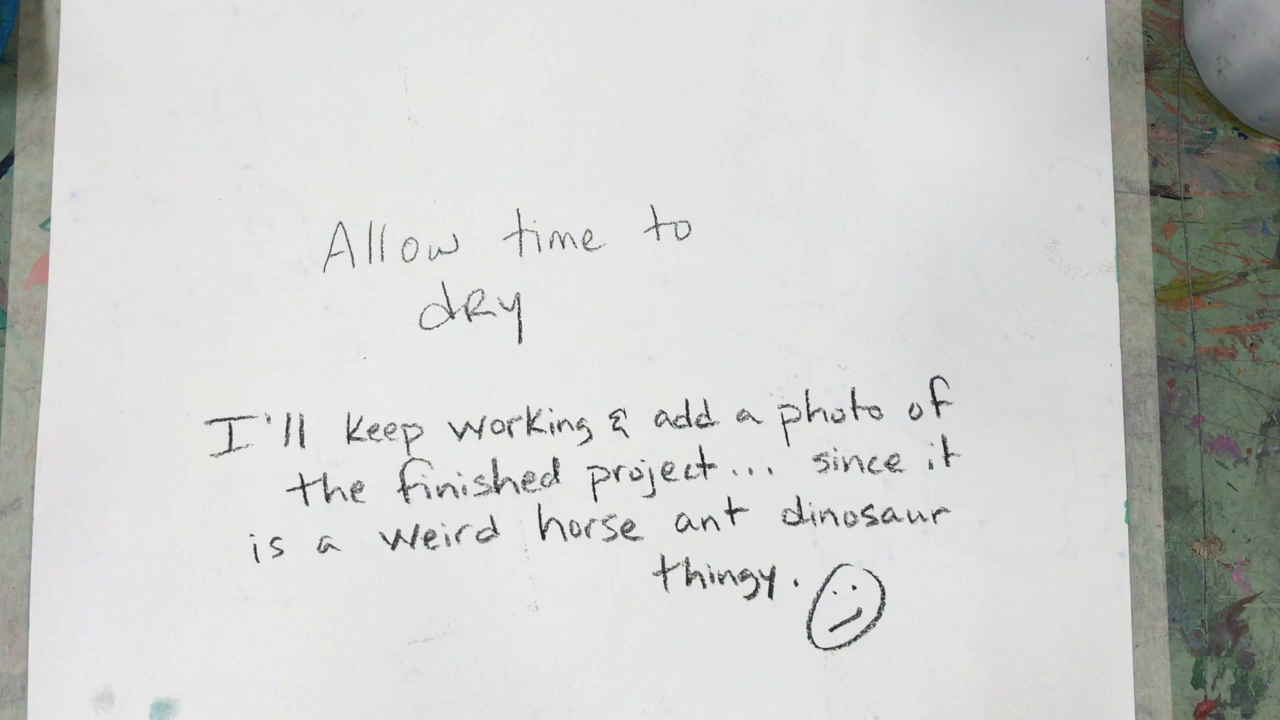 Allow time to
dry
I'll keep working & add a photo of
the finished project... since it
is a weird horse ant dinosaur
thingy.